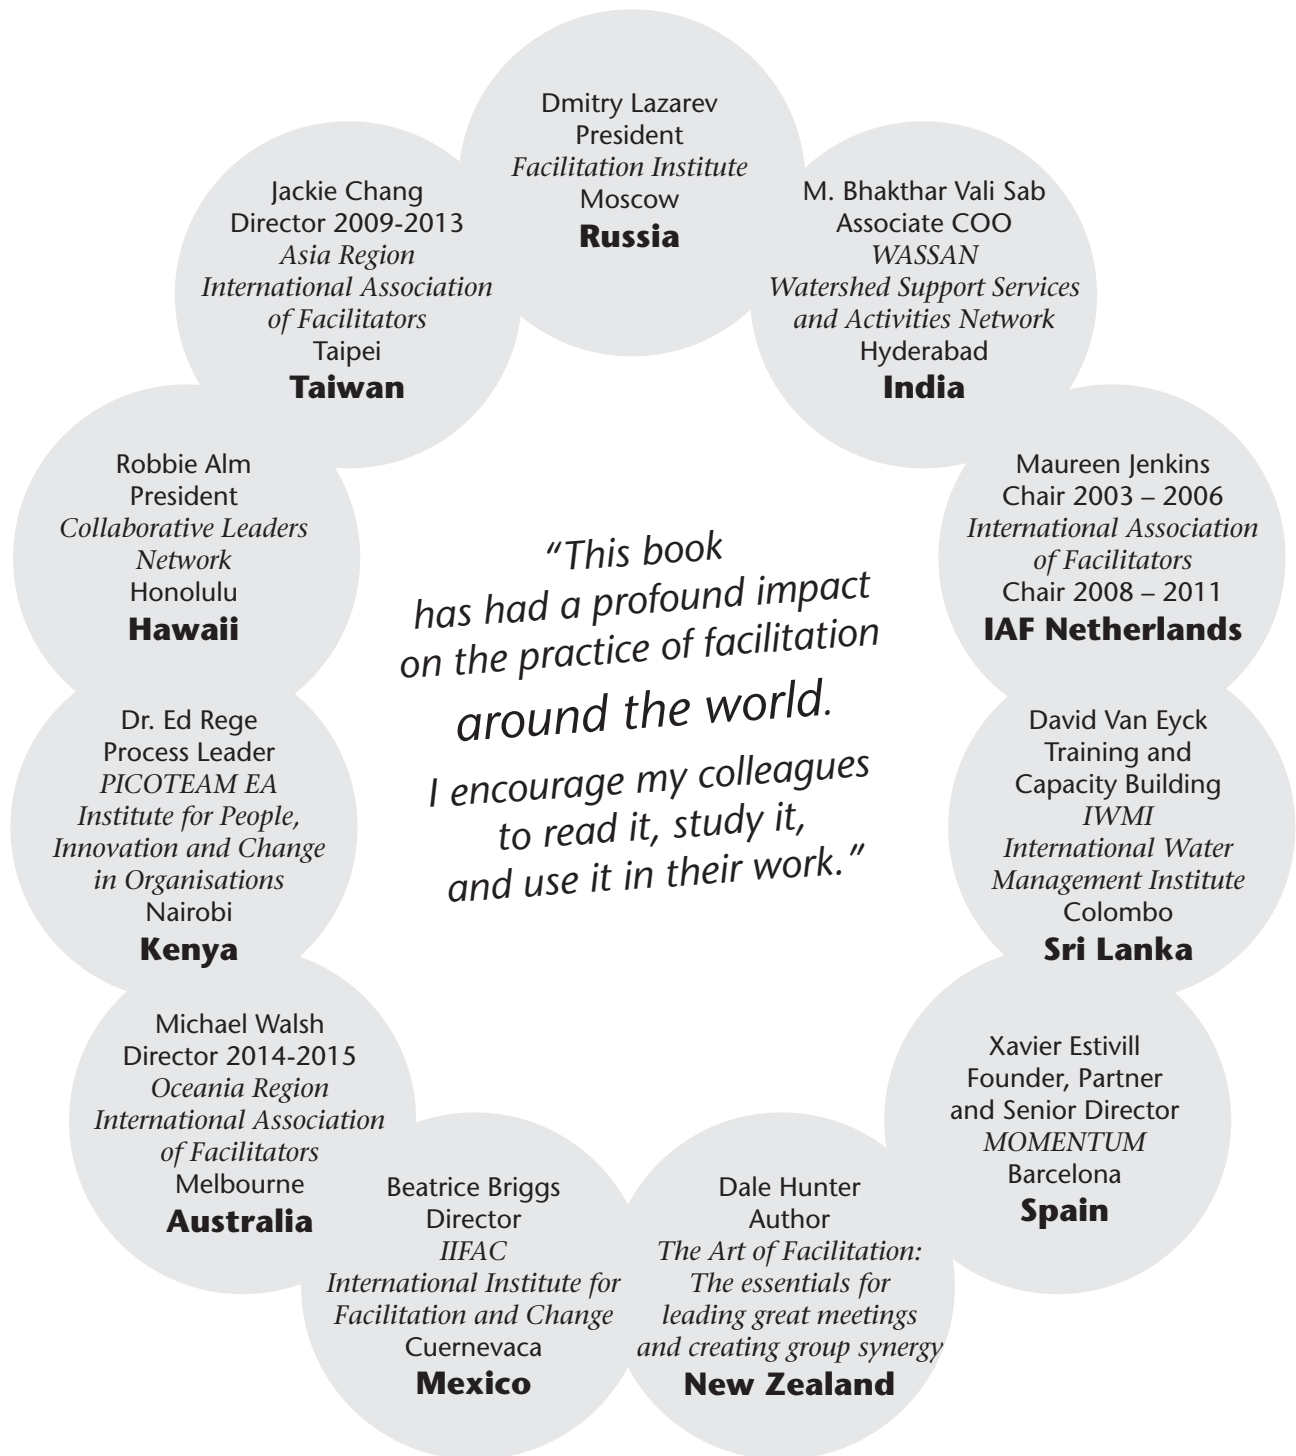 Dmitry Lazarev
President
Facilitation Institute
Moscow
Russia
M. Bhakthar Vali Sab
Associate COO
WASSAN
Watershed Support Services
and Activities Network
Hyderabad
India
Maureen Jenkins
Chair 2003 – 2006
International Association
of Facilitators
Chair 2008 – 2011
IAF Netherlands
David Van Eyck
Training and
Capacity Building
IWMI
International Water
Management Institute
Colombo
Sri Lanka
Xavier Estivill
Founder, Partner
and Senior Director
MOMENTUM
Barcelona
Spain
Dale Hunter
Author
The Art of Facilitation:
The essentials for
leading great meetings
and creating group synergy
New Zealand
Beatrice Briggs
Director
IIFAC
International Institute for
Facilitation and Change
Cuernevaca
Mexico
Michael Walsh
Director 2014-2015
Oceania Region
International Association
of Facilitators
Melbourne
Australia
Dr. Ed Rege
Process Leader
PICOTEAM EA
Institute for People,
Innovation and Change
in Organisations
Nairobi
Kenya
Robbie Alm
President
Collaborative Leaders
Network
Honolulu
Hawaii
Jackie Chang
Director 2009-2013
Asia Region
International Association
of Facilitators
Taipei
Taiwan
“This book
has had a profound impact
on the practice of facilitation
around the world.
I encourage my colleagues
to read it, study it,
and use it in their work.”